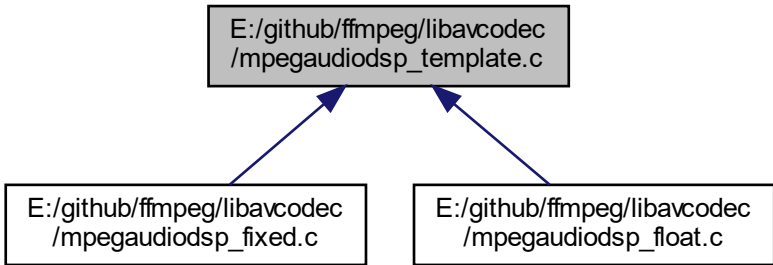 E:/github/ffmpeg/libavcodec
/mpegaudiodsp_template.c
E:/github/ffmpeg/libavcodec
/mpegaudiodsp_fixed.c
E:/github/ffmpeg/libavcodec
/mpegaudiodsp_float.c